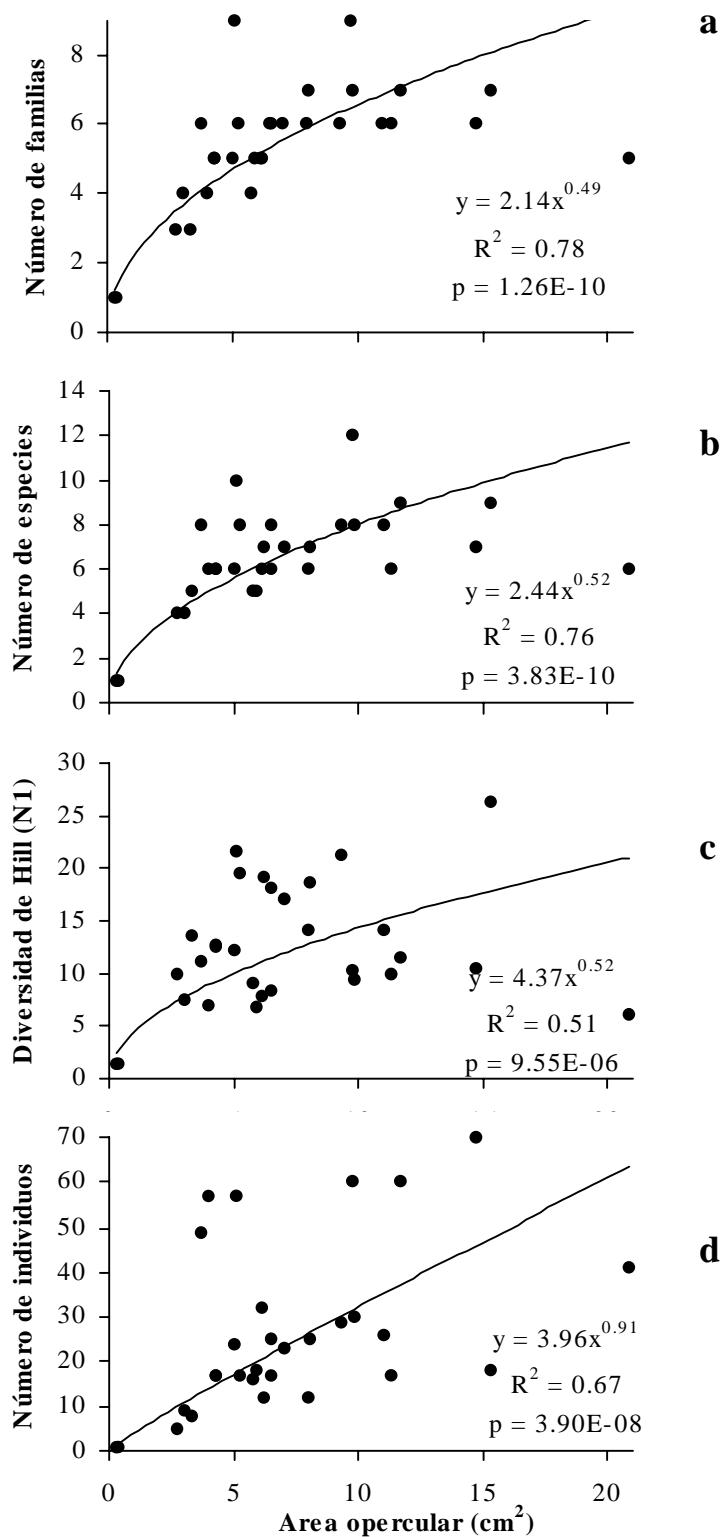 a
Número de familias
8
6
4
2
0
y = 2.14x^0.49
R^2 = 0.78
p = 1.26E-10
b
Número de especies
14
12
10
8
6
4
2
0
y = 2.44x^0.52
R^2 = 0.76
p = 3.83E-10
c
Diversidad de Hill (N1)
30
25
20
15
10
5
0
y = 4.37x^0.52
R^2 = 0.51
p = 9.55E-06
d
Número de individuos
70
60
50
40
30
20
10
0
y = 3.96x^0.91
R^2 = 0.67
p = 3.90E-08
0 5 10 15 20
Area opercular (cm^2)